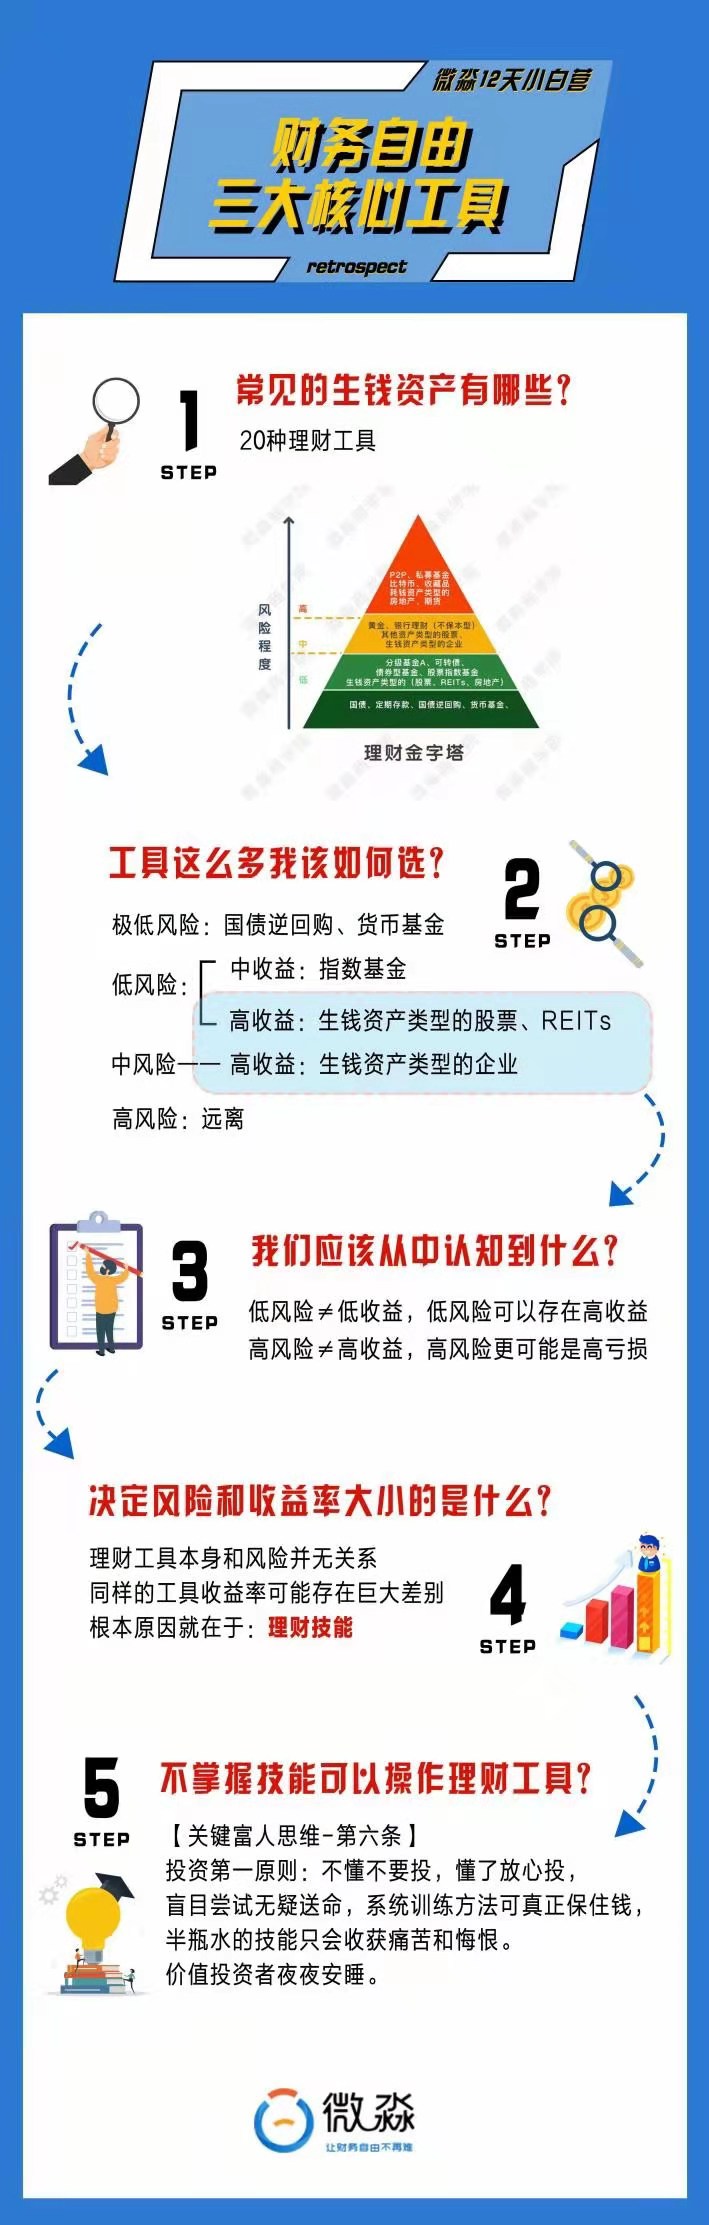 微淼12天小白营
财务自由
三大核心工具
retrospect
1
STEP
常见的生钱资产有哪些？
20种理财工具
风险程度
高
中
低
P2P、私募基金
比特币、收藏品
耗钱资产类型的
房地产、期货
黄金、银行理财（不保本型）
其他资产类型的股票、
生钱资产类型的企业
分级基金A、可转债、
债券型基金、股票指数基金
生钱资产类型的（股票、REITs、房地产）
国债、定期存款、国债逆回购、货币基金、
理财金字塔
工具这么多我该如何选？
2
STEP
极低风险：国债逆回购、货币基金
低风险：
中收益：指数基金
高收益：生钱资产类型的股票、REITs
中风险——高收益：生钱资产类型的企业
高风险：远离
3
STEP
我们应该从中认知到什么？
低风险≠低收益，低风险可以存在高收益
高风险≠高收益，高风险更可能是高亏损
决定风险和收益率大小的是什么？
理财工具本身和风险并无关系
同样的工具收益率可能存在巨大差别
根本原因就在于：理财技能
4
STEP
5
STEP
不掌握技能可以操作理财工具？
【关键富人思维-第六条】
投资第一原则：不懂不要投，懂了放心投，
盲目尝试无疑送命，系统训练方法可真正保住钱，
半瓶水的技能只会收获痛苦和悔恨。
价值投资者夜夜安睡。
微淼
让财务自由不再难